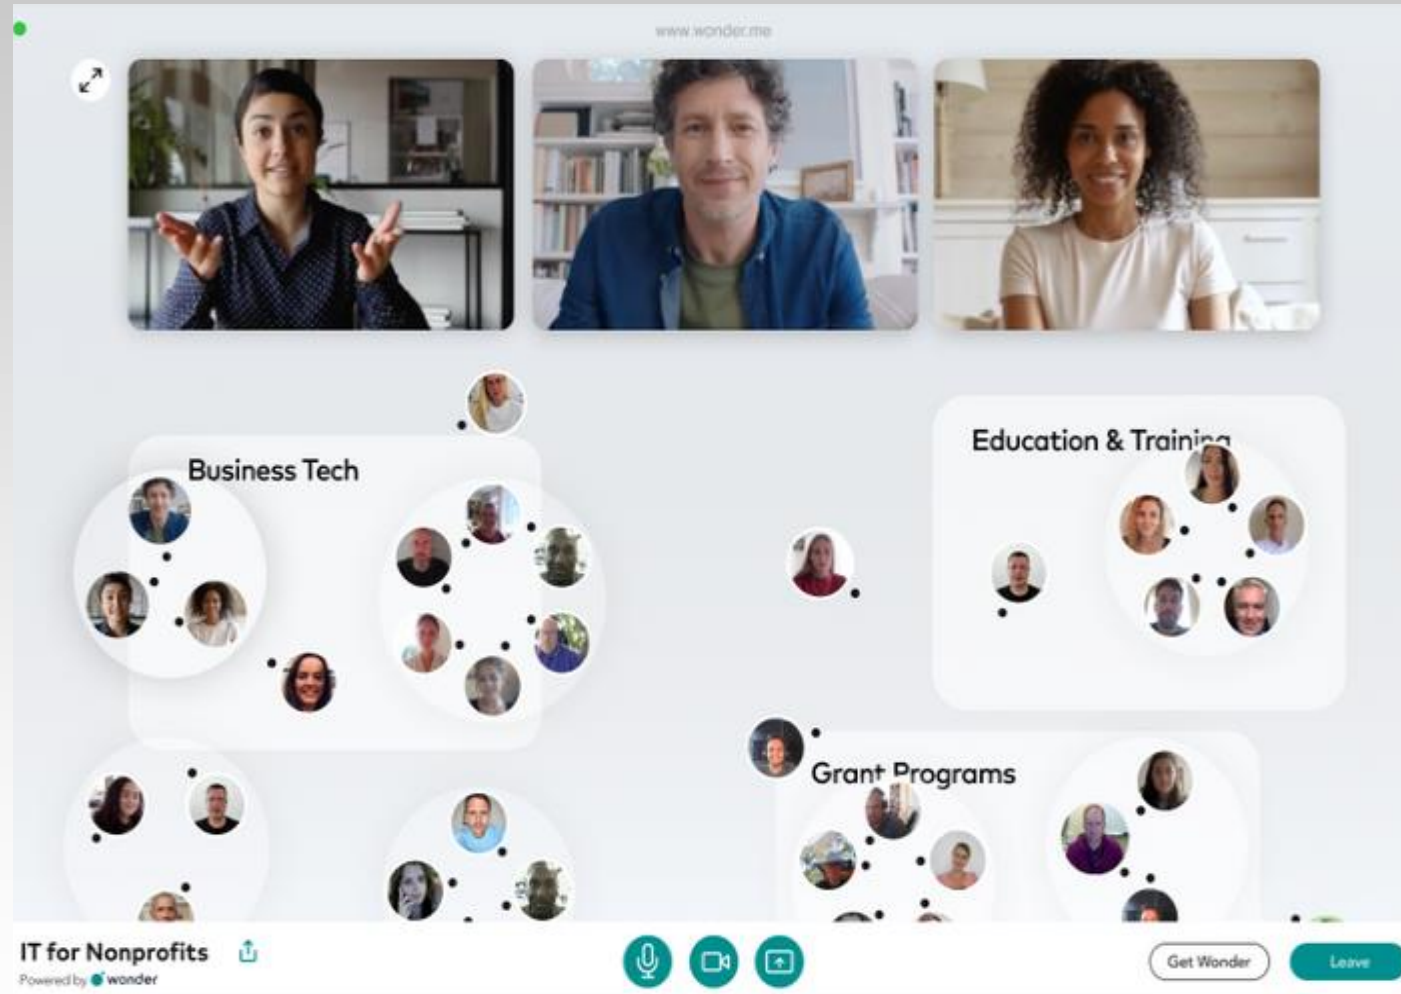 www.wonder.me
Business Tech
Education & Training
Grant Programs
IT for Nonprofits
Powered by wonder
Get Wonder
Leave